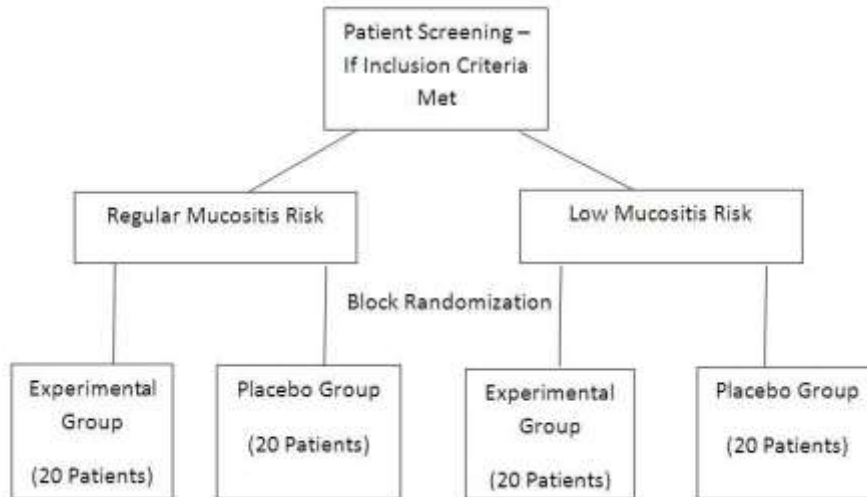 Patient Screening –
If Inclusion Criteria
Met
Regular Mucositis Risk
Low Mucositis Risk
Block Randomization
Experimental
Group
(20 Patients)
Placebo Group
(20 Patients)
Experimental
Group
(20 Patients)
Placebo Group
(20 Patients)